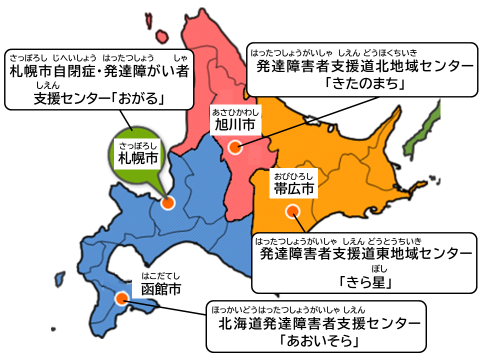 さっぽろし じへいしょう はったつしょう しゃ
札幌市自閉症・発達障がい者
しえん
支援センター「おがる」
はったつしょうがいしゃ しえん どうほくちいき
発達障害者支援道北地域センター
「きたのまち」
あさひかわし
旭川市
さっぽろし
札幌市
おびひろし
帯広市
はったつしょうがいしゃ しえん どうとうちいき
発達障害者支援道東地域センター
ぼし
「きら星」
はこだてし
函館市
ほっかいどうはったつしょうがいしゃ しえん
北海道発達障害者支援センター
「あおいそら」